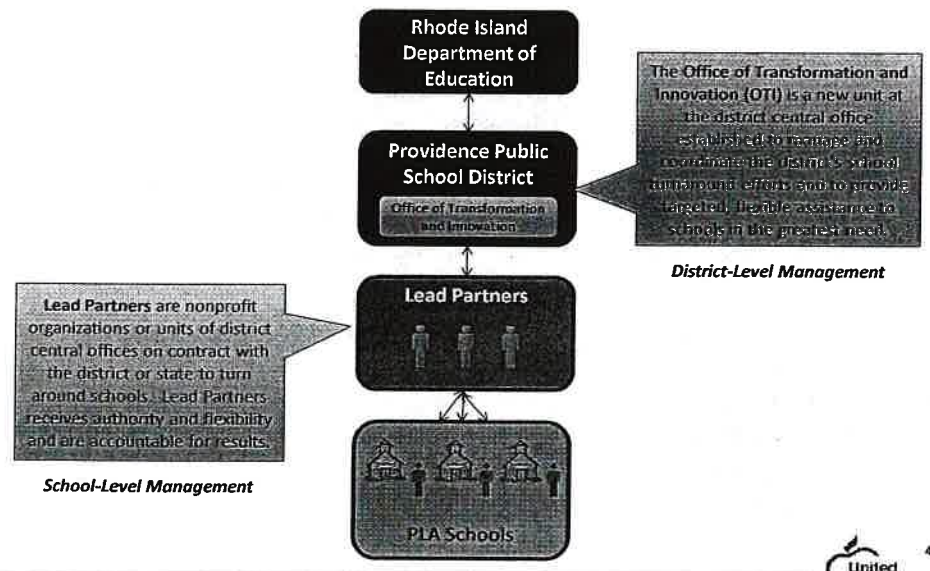 Rhode Island
Department of
Education
The Office of Transformation and
Innovation (OTI) is a new unit at
the district central office
established to manage and
coordinate the district's school
turnaround efforts and to provide
targeted, flexible assistance to
schools in the greatest need.
District-Level Management
Providence Public
School District
Office of Transformation
and Innovation
Lead Partners
Lead Partners are nonprofit
organizations or units of district
central offices on contract with
the district or state to turn
around schools. Lead Partners
receives authority and flexibility
and are accountable for results.
School-Level Management
PLA Schools
United
4